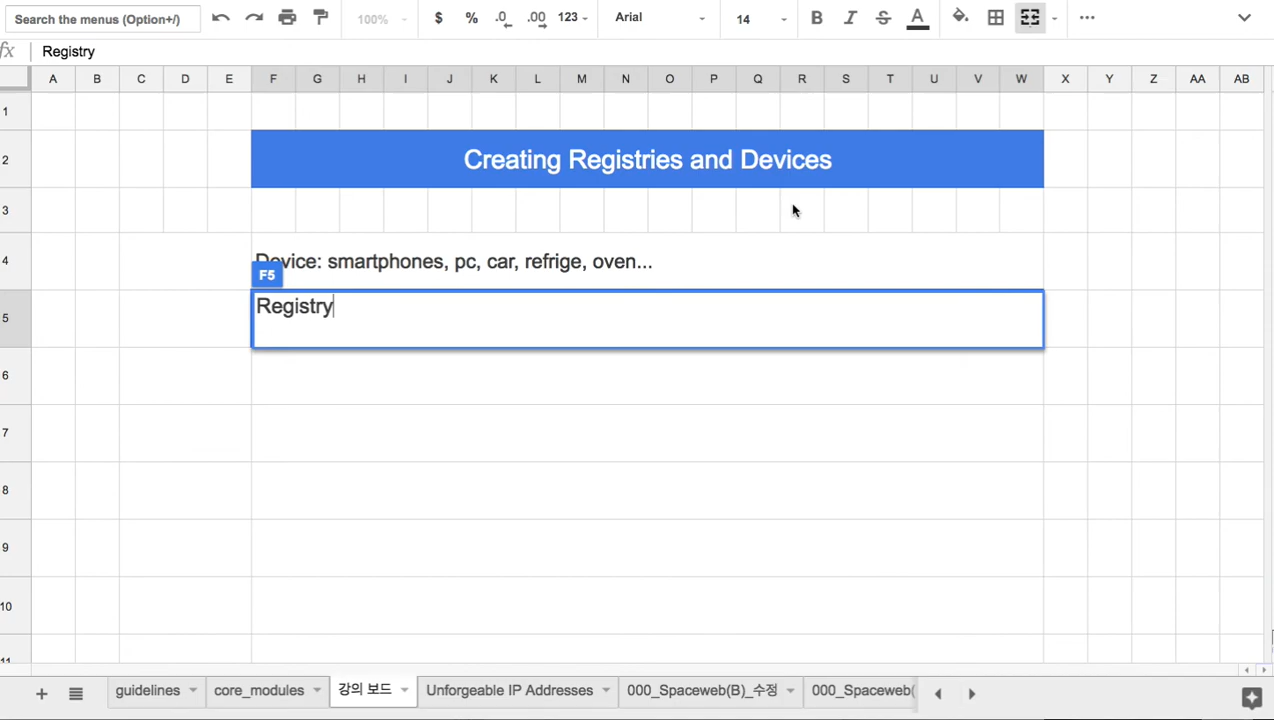 Search the menus (Option+/)
100%
$ % .0 .00 123
Arial
14
B I S A
fx Registry
A B C D E F G H I J K L M N O P Q R S T U V W X Y Z AA AB
1
2 Creating Registries and Devices
3
4 Device: smartphones, pc, car, refrige, oven...
F5
5 Registry
6
7
8
9
10
11
guidelines core_modules 강의 보드 Unforgeable IP Addresses 000_Spaceweb(B)_수정 000_Spaceweb(